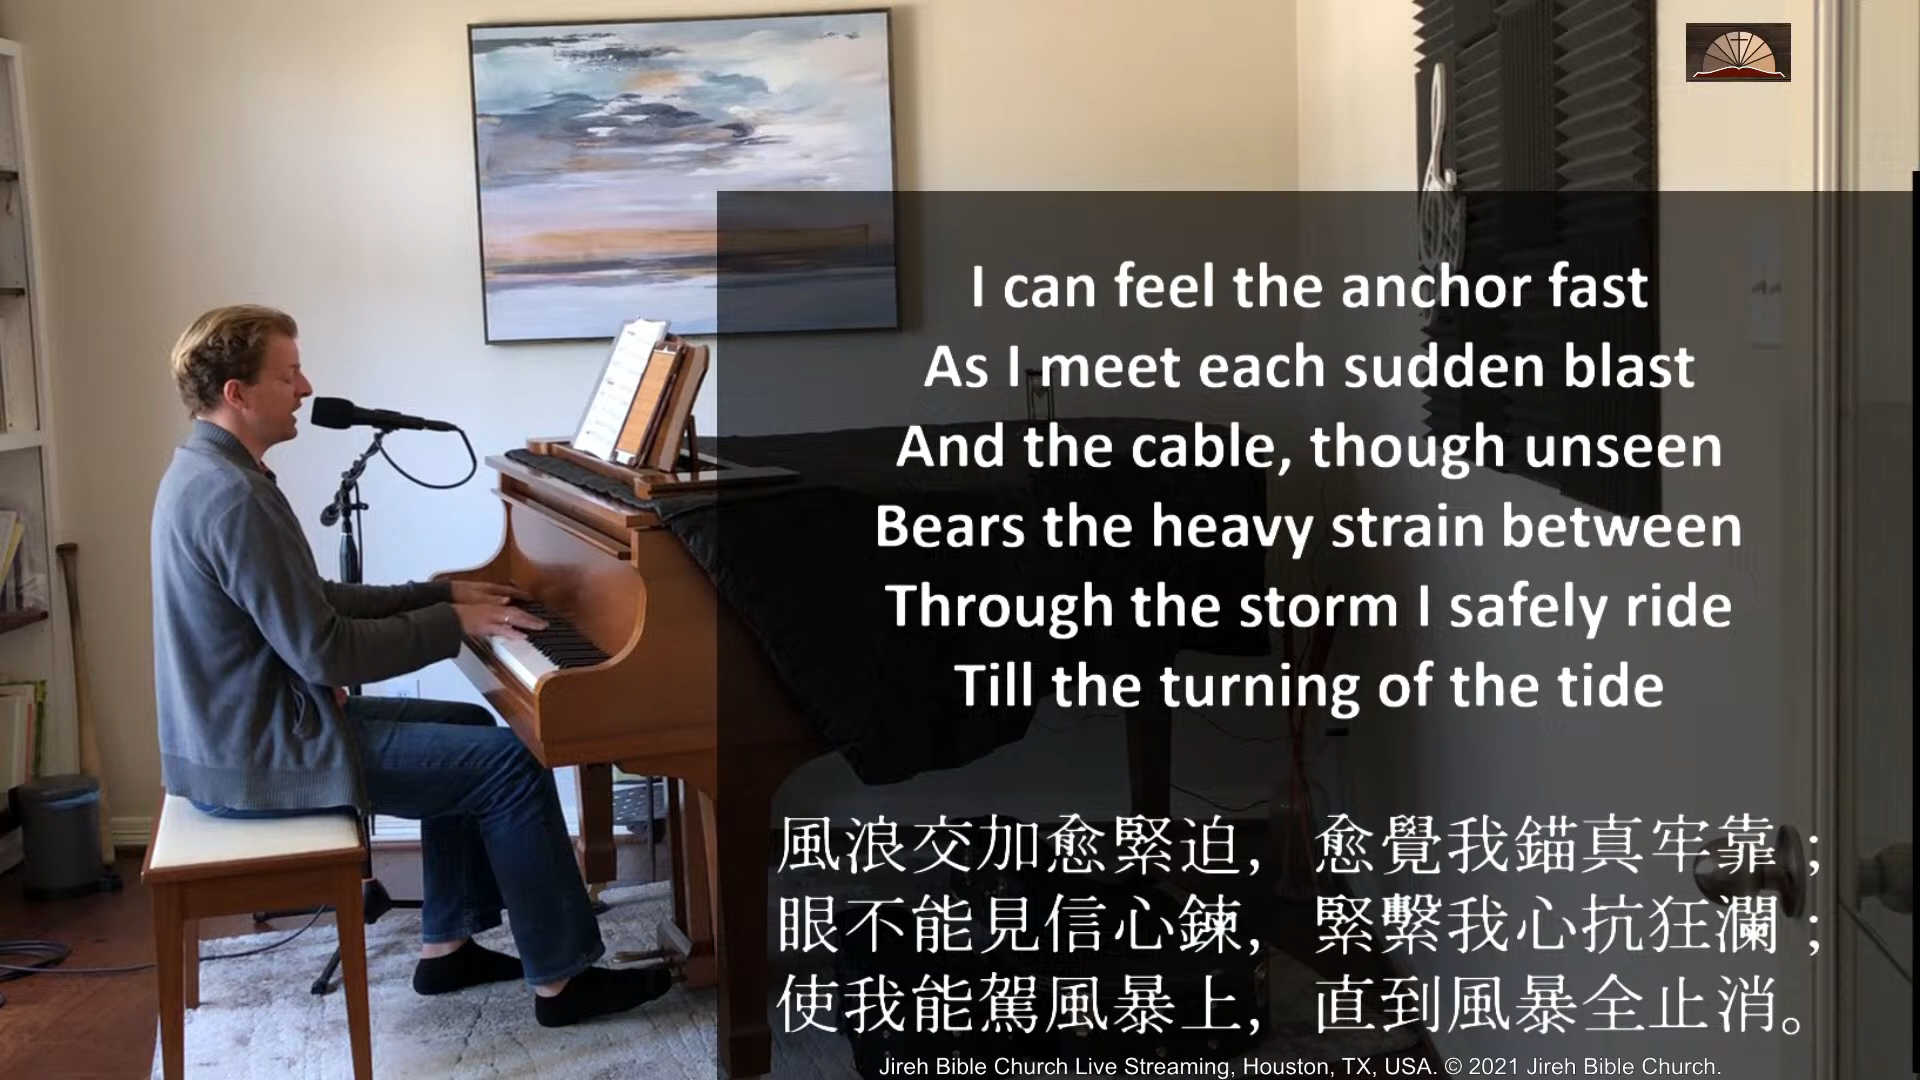 I can feel the anchor fast
As I meet each sudden blast
And the cable, though unseen
Bears the heavy strain between
Through the storm I safely ride
Till the turning of the tide
風浪交加愈緊迫，愈覺我錨真牢靠；
眼不能見信心鍊，緊繫我心抗狂瀾；
使我能駕風暴上，直到風暴全止消。
Jireh Bible Church Live Streaming, Houston, TX, USA. © 2021 Jireh Bible Church.